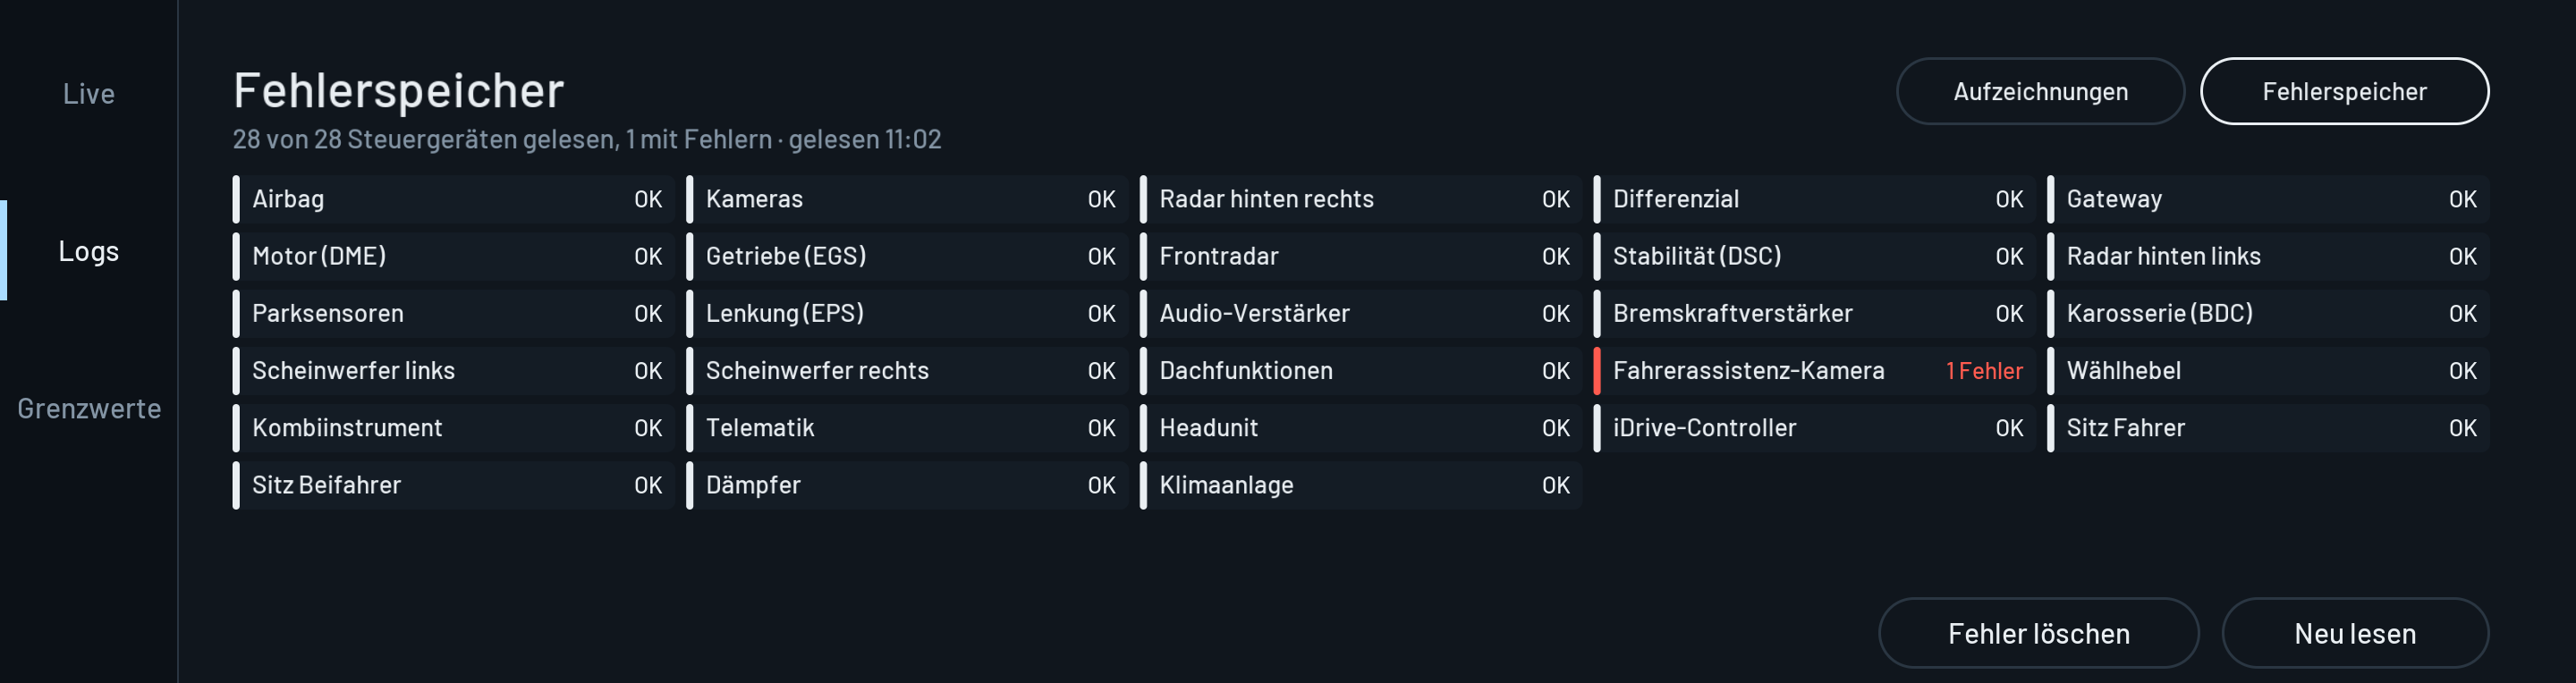 Live
Logs
Grenzwerte
Fehlerspeicher
28 von 28 Steuergeräten gelesen, 1 mit Fehlern · gelesen 11:02
Aufzeichnungen
Fehlerspeicher
Airbag OK Kameras OK Radar hinten rechts OK Differenzial OK Gateway OK
Motor (DME) OK Getriebe (EGS) OK Frontradar OK Stabilität (DSC) OK Radar hinten links OK
Parksensoren OK Lenkung (EPS) OK Audio-Verstärker OK Bremskraftverstärker OK Karosserie (BDC) OK
Scheinwerfer links OK Scheinwerfer rechts OK Dachfunktionen OK Fahrerassistenz-Kamera 1 Fehler Wählhebel OK
Kombiinstrument OK Telematik OK Headunit OK iDrive-Controller OK Sitz Fahrer OK
Sitz Beifahrer OK Dämpfer OK Klimaanlage OK
Fehler löschen
Neu lesen